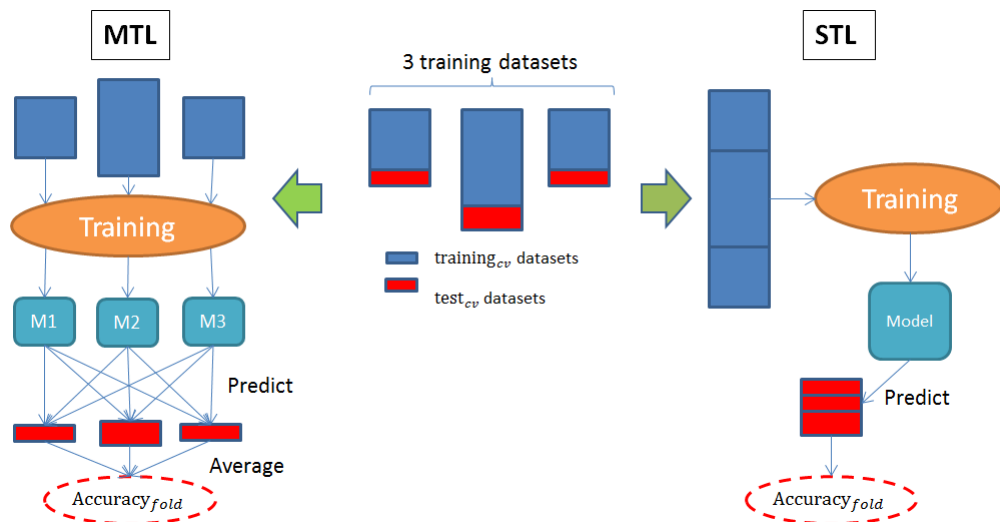 MTL
Training
M1
M2
M3
Predict
Average
Accuracy_fold
3 training datasets
training_cv datasets
test_cv datasets
STL
Training
Model
Predict
Accuracy_fold